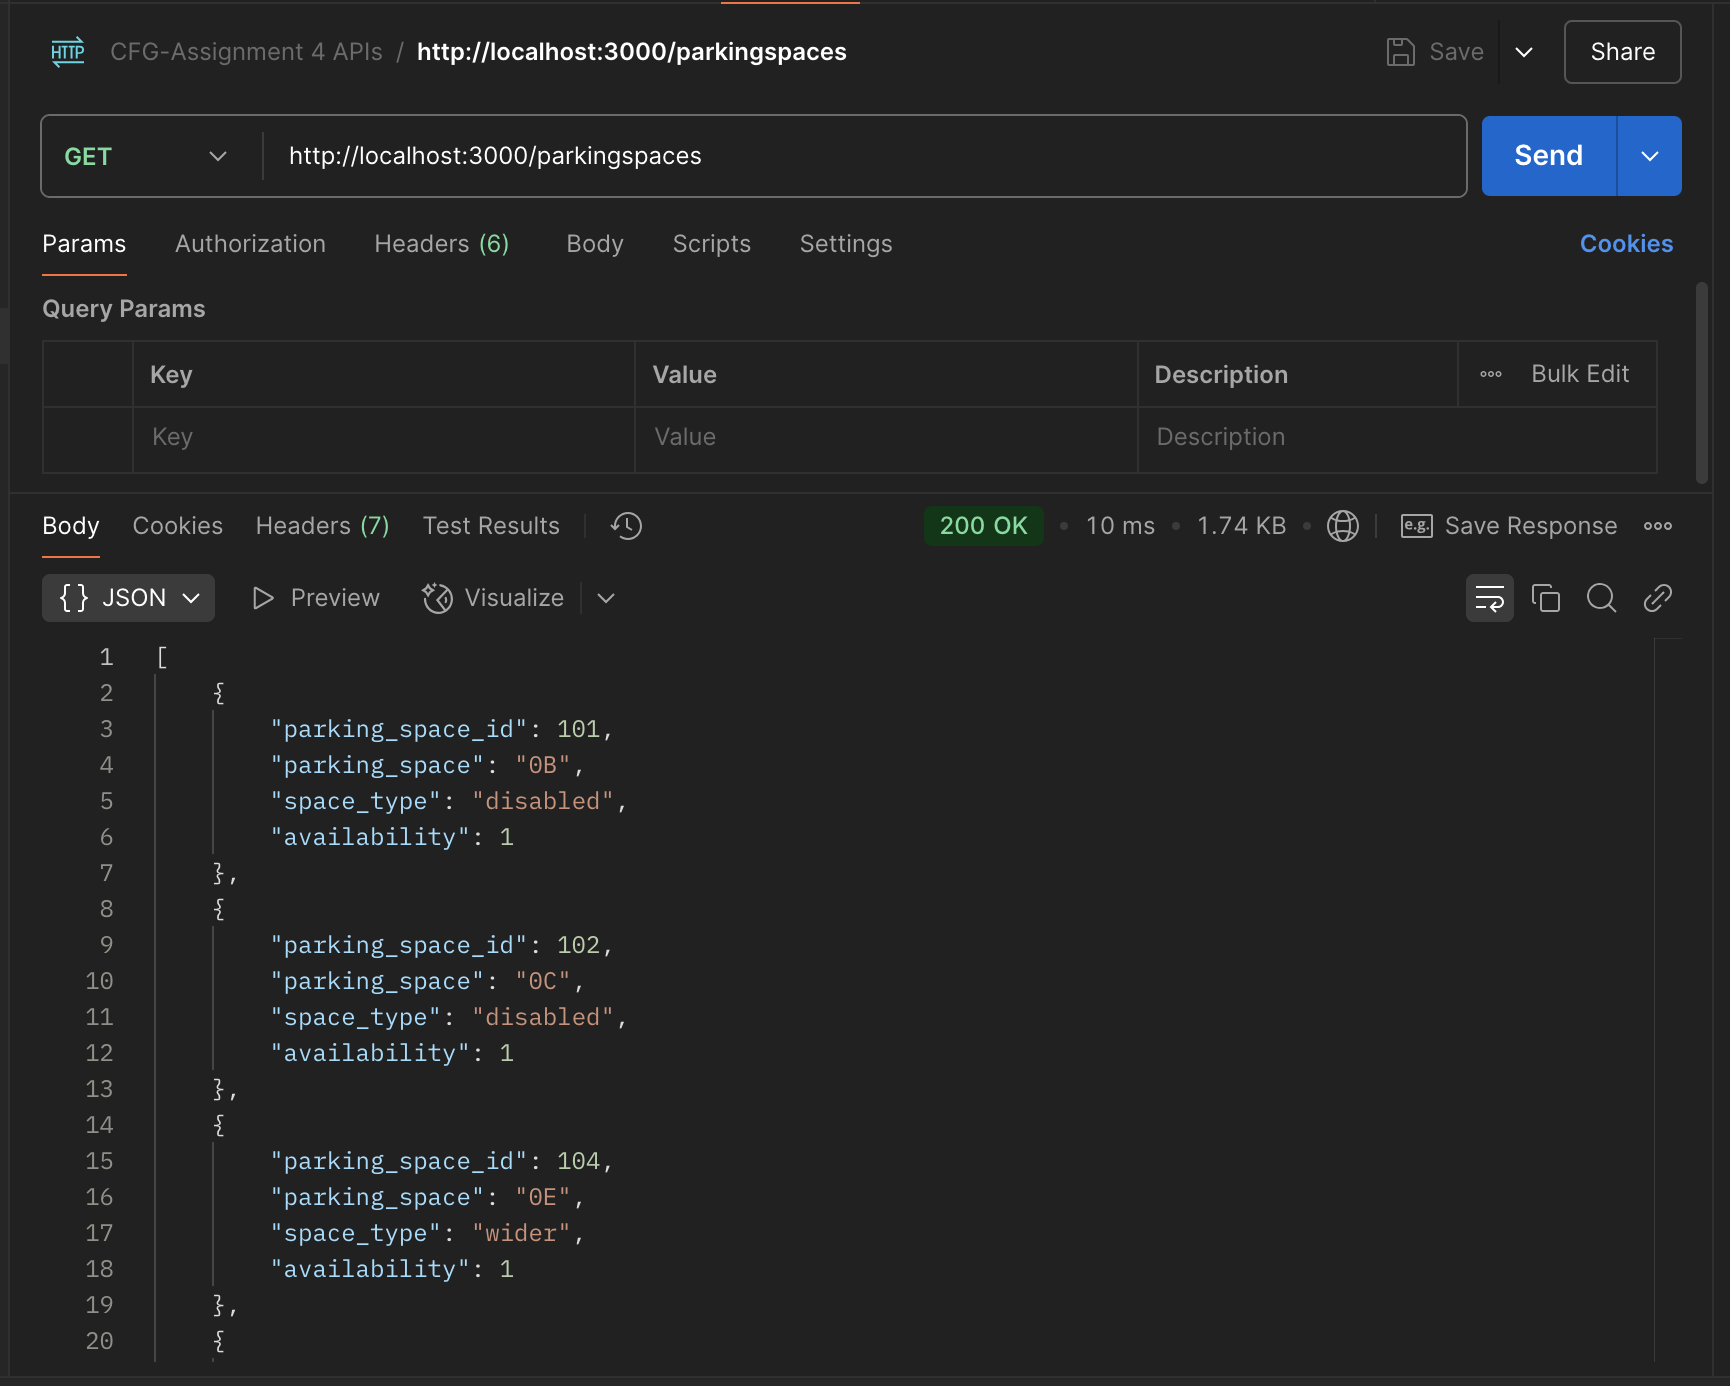 HTTP CFG-Assignment 4 APIs / http://localhost:3000/parkingspaces Save Share
GET http://localhost:3000/parkingspaces Send
Params Authorization Headers (6) Body Scripts Settings Cookies
Query Params
Key Value Description Bulk Edit
Key Value Description
Body Cookies Headers (7) Test Results 200 OK • 10 ms • 1.74 KB • e.g. Save Response
{} JSON Preview Visualize
1 [
2 {
3 "parking_space_id": 101,
4 "parking_space": "0B",
5 "space_type": "disabled",
6 "availability": 1
7 },
8 {
9 "parking_space_id": 102,
10 "parking_space": "0C",
11 "space_type": "disabled",
12 "availability": 1
13 },
14 {
15 "parking_space_id": 104,
16 "parking_space": "0E",
17 "space_type": "wider",
18 "availability": 1
19 },
20 {